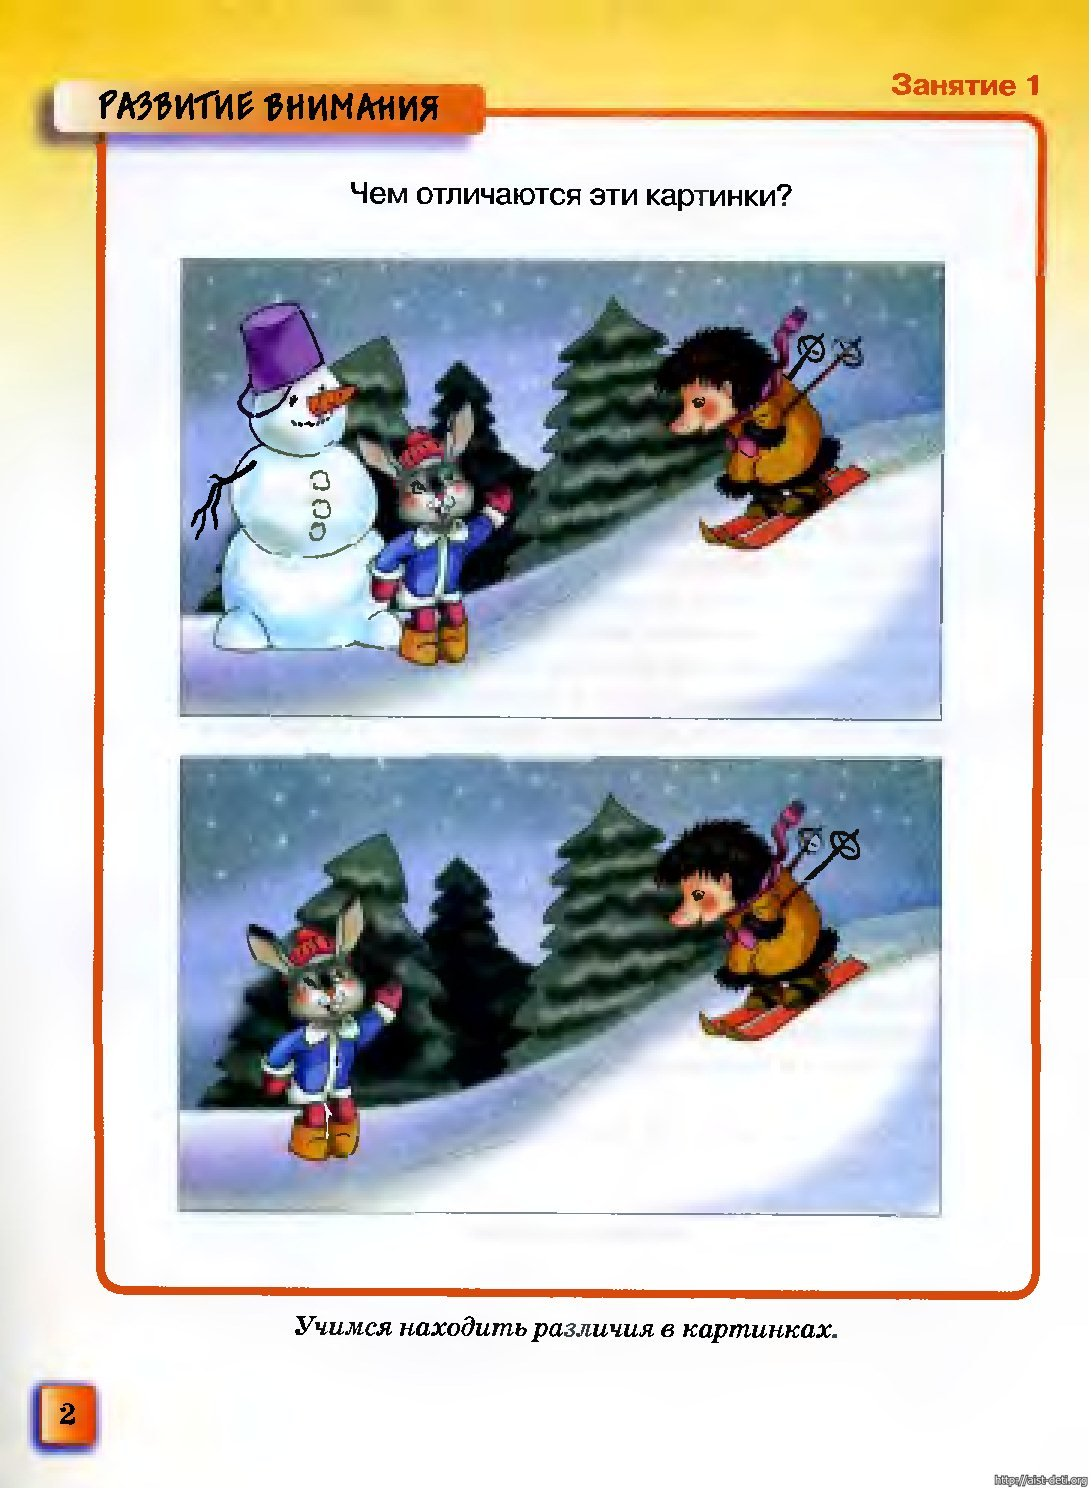 Занятие 1
РАЗВИТИЕ ВНИМАНИЯ
Чем отличаются эти картинки?
Учимся находить различия в картинках.
2
http://aist-deti.org